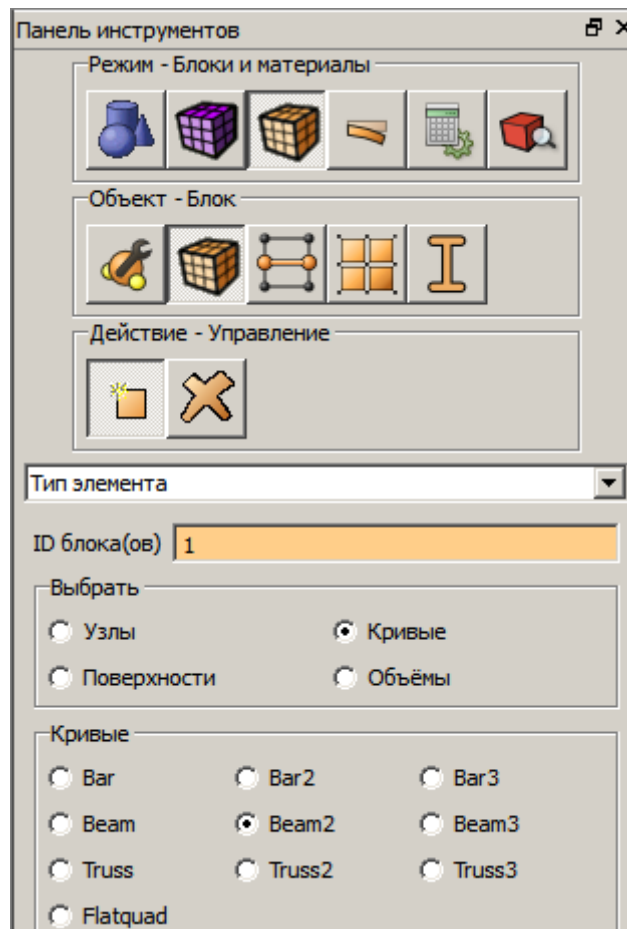 Панель инструментов
Режим - Блоки и материалы
Объект - Блок
Действие - Управление
Тип элемента
ID блока(ов) 1
Выбрать
Узлы Кривые
Поверхности Объёмы
Кривые
Bar Bar2 Bar3
Beam Beam2 Beam3
Truss Truss2 Truss3
Flatquad